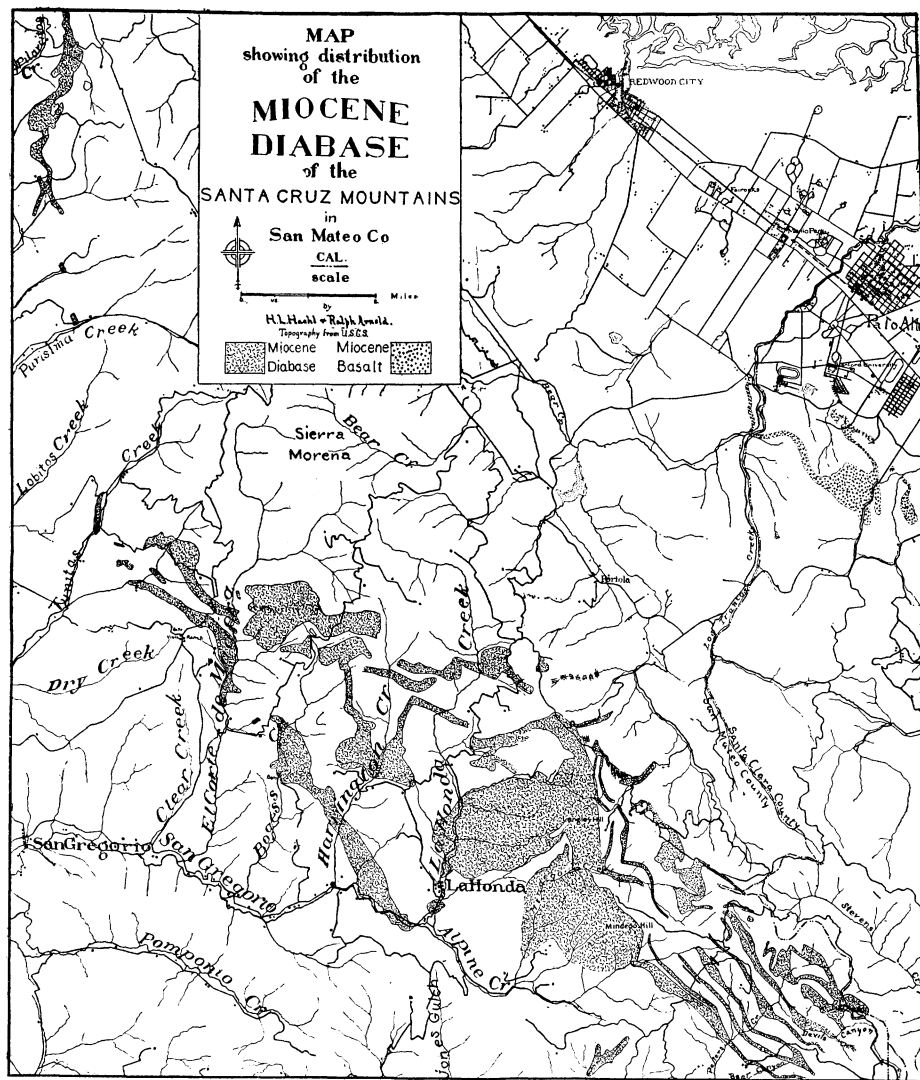 MAP
showing distribution
of the
MIOCENE
DIABASE
of the
SANTA CRUZ MOUNTAINS
in
San Mateo Co
CAL.
scale
Miles
by
H.L.Haehl & Ralph Arnold.
Topography from U.S.G.S.
Miocene Diabase
Miocene Basalt
REDWOOD CITY
Purisima Creek
Lobitos Creek
Tunitas Creek
Sierra
Morena
Bear Cr.
Bear Cr.
Portola
Dry Creek
Clear Creek
El Corte de Madera
Creek
Bogess Cr.
Harrington Cr.
La Honda
Langley Hill
LaHonda
Mindego Hill
San Gregorio
San Gregorio
Alpine Cr.
Pomponio Cr.
Jones Gulch
Santa Clara County
San Mateo County
Stevens
Devils Canyon